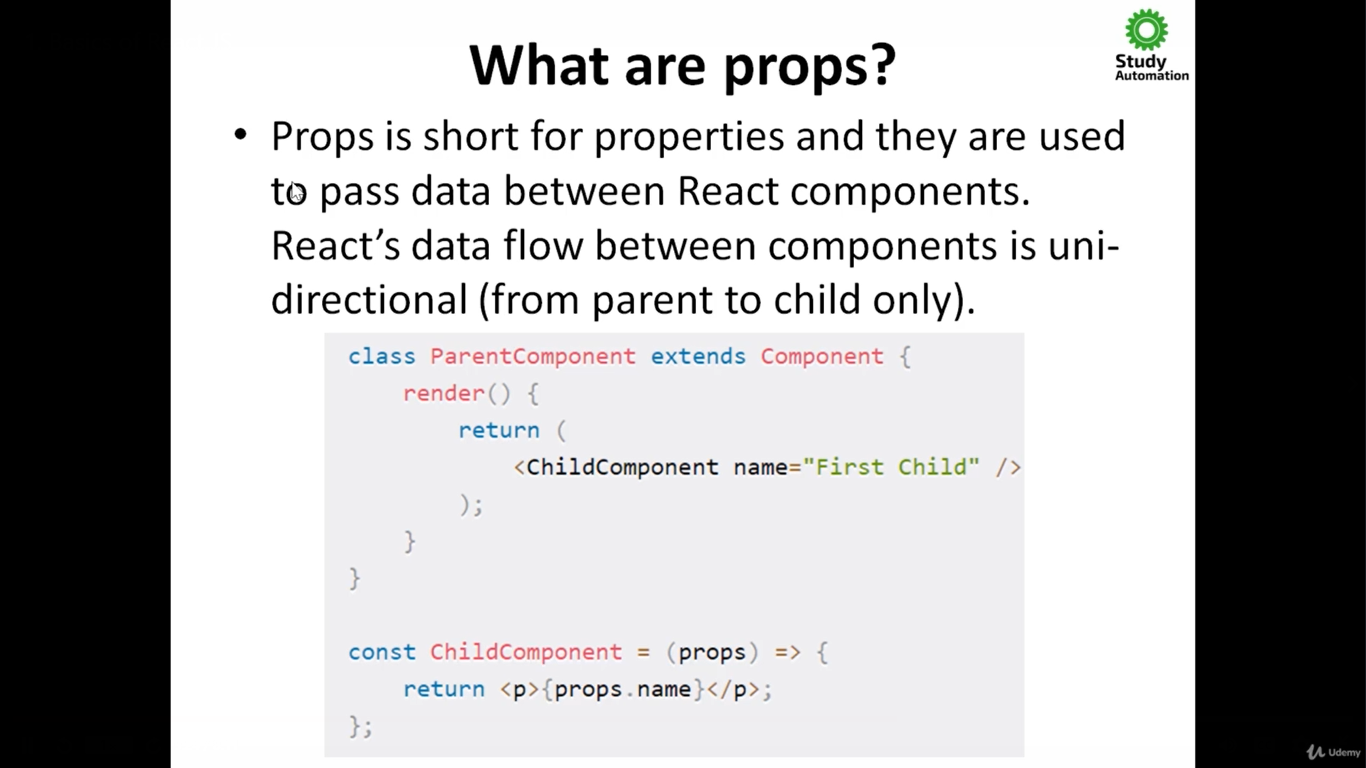 What are props?
Study
Automation
• Props is short for properties and they are used
to pass data between React components.
React’s data flow between components is uni-
directional (from parent to child only).
class ParentComponent extends Component {
render() {
return (
<ChildComponent name="First Child" />
);
}
}
const ChildComponent = (props) => {
return <p>{props.name}</p>;
};
Udemy